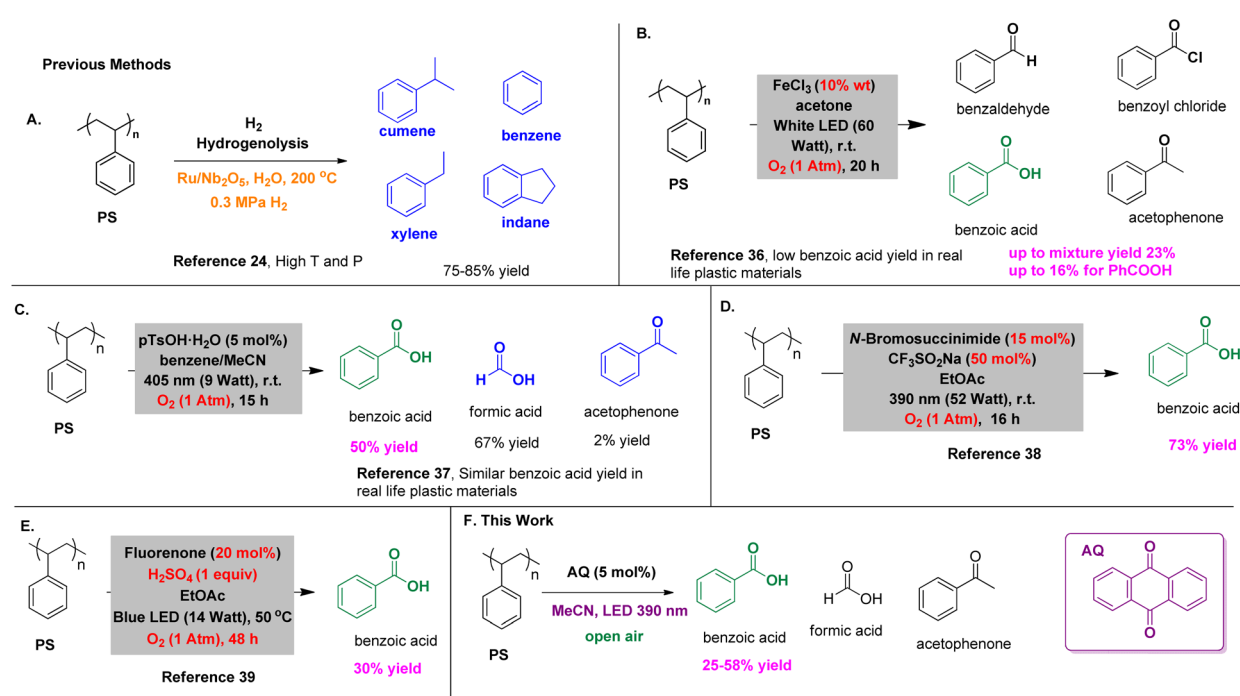 Previous Methods
A.
n
PS
H2
Hydrogenolysis
Ru/Nb2O5, H2O, 200 oC
0.3 MPa H2
cumene
benzene
xylene
indane
Reference 24, High T and P
75-85% yield
B.
n
PS
FeCl3 (10% wt)
acetone
White LED (60
Watt), r.t.
O2 (1 Atm), 20 h
O
H
benzaldehyde
O
Cl
benzoyl chloride
O
OH
benzoic acid
O
acetophenone
Reference 36, low benzoic acid yield in real
life plastic materials
up to mixture yield 23%
up to 16% for PhCOOH
C.
n
PS
pTsOH·H2O (5 mol%)
benzene/MeCN
405 nm (9 Watt), r.t.
O2 (1 Atm), 15 h
O
OH
benzoic acid
50% yield
O
H
OH
formic acid
67% yield
O
acetophenone
2% yield
Reference 37, Similar benzoic acid yield in
real life plastic materials
D.
n
PS
N-Bromosuccinimide (15 mol%)
CF3SO2Na (50 mol%)
EtOAc
390 nm (52 Watt), r.t.
O2 (1 Atm), 16 h
Reference 38
O
OH
benzoic acid
73% yield
E.
n
PS
Fluorenone (20 mol%)
H2SO4 (1 equiv)
EtOAc
Blue LED (14 Watt), 50 oC
O2 (1 Atm), 48 h
Reference 39
O
OH
benzoic acid
30% yield
F. This Work
n
PS
AQ (5 mol%)
MeCN, LED 390 nm
open air
O
OH
benzoic acid
25-58% yield
O
H
OH
formic acid
O
acetophenone
AQ
O
O